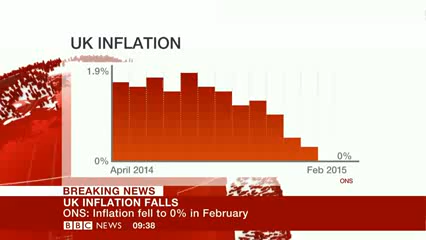 UK INFLATION
1.9%
0%
0%
April 2014
Feb 2015
ONS
BREAKING NEWS
UK INFLATION FALLS
ONS: Inflation fell to 0% in February
BBC NEWS 09:38